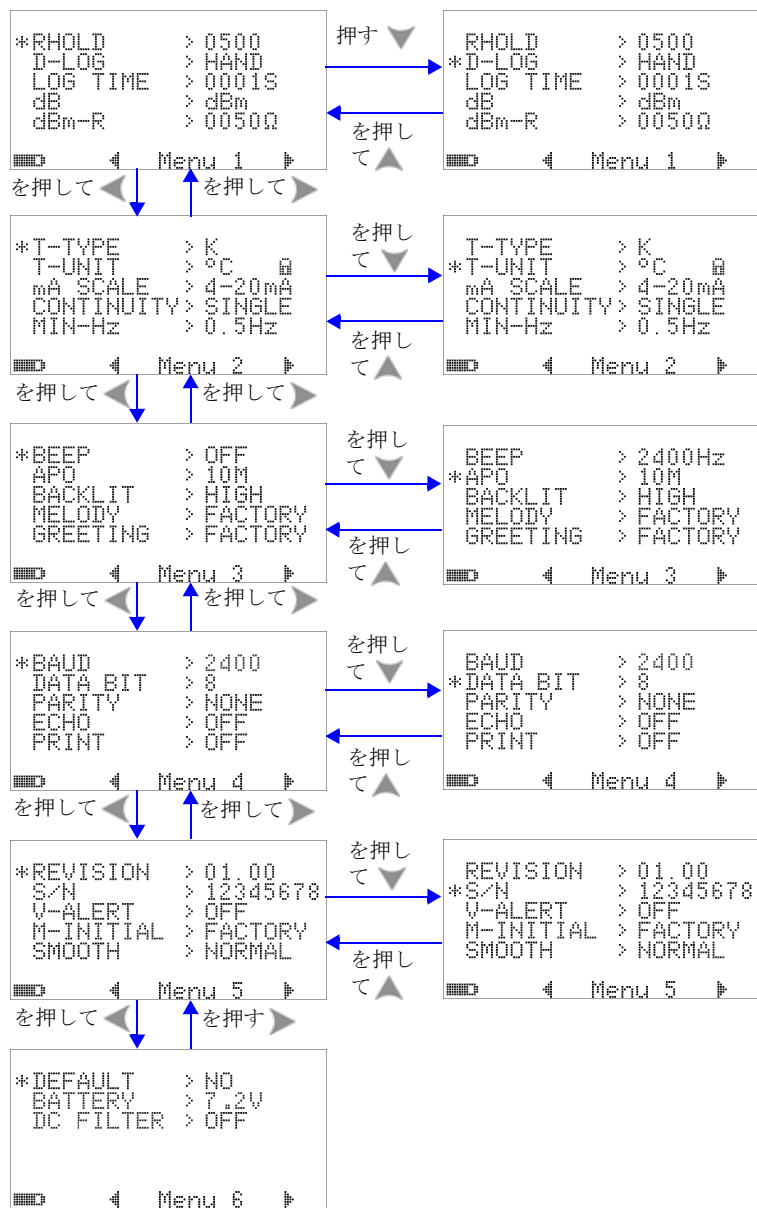 *RHOLD > 0500
D-LOG > HAND
LOG TIME > 0001S
dB > dBm
dBm-R > 0050Ω
Menu 1
押す
を押し
て
RHOLD > 0500
*D-LOG > HAND
LOG TIME > 0001S
dB > dBm
dBm-R > 0050Ω
Menu 1
を押して
を押して
*T-TYPE > K
T-UNIT > °C
mA SCALE > 4-20mA
CONTINUITY > SINGLE
MIN-Hz > 0.5Hz
Menu 2
を押し
て
を押し
て
T-TYPE > K
*T-UNIT > °C
mA SCALE > 4-20mA
CONTINUITY > SINGLE
MIN-Hz > 0.5Hz
Menu 2
を押して
を押して
*BEEP > OFF
APO > 10M
BACKLIT > HIGH
MELODY > FACTORY
GREETING > FACTORY
Menu 3
を押し
て
を押し
て
BEEP > 2400Hz
*APO > 10M
BACKLIT > HIGH
MELODY > FACTORY
GREETING > FACTORY
Menu 3
を押して
を押して
*BAUD > 2400
DATA BIT > 8
PARITY > NONE
ECHO > OFF
PRINT > OFF
Menu 4
を押し
て
を押し
て
BAUD > 2400
*DATA BIT > 8
PARITY > NONE
ECHO > OFF
PRINT > OFF
Menu 4
を押して
を押して
*REVISION > 01.00
S/N > 12345678
V-ALERT > OFF
M-INITIAL > FACTORY
SMOOTH > NORMAL
Menu 5
を押し
て
を押し
て
REVISION > 01.00
*S/N > 12345678
V-ALERT > OFF
M-INITIAL > FACTORY
SMOOTH > NORMAL
Menu 5
を押して
を押す
*DEFAULT > NO
BATTERY > 7.2V
DC FILTER > OFF
Menu 6